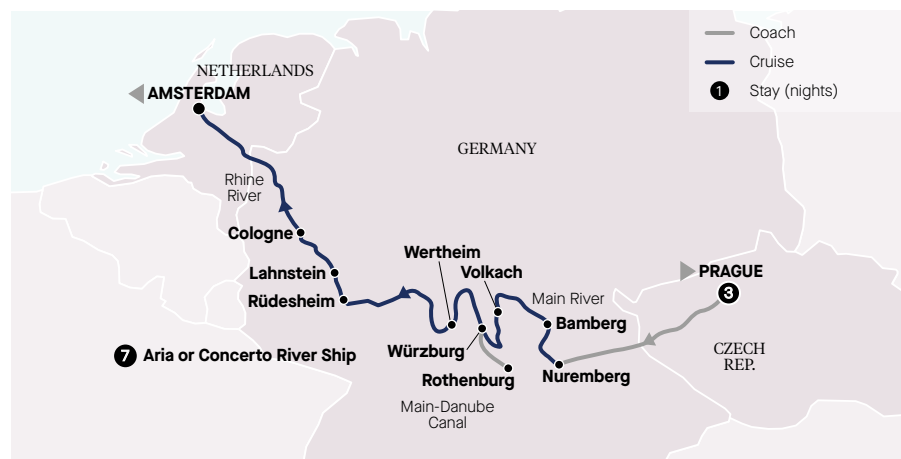 Coach
Cruise
1 Stay (nights)
NETHERLANDS
AMSTERDAM
GERMANY
Rhine
River
Cologne
Lahnstein
Rüdesheim
Wertheim
Volkach
Main River
PRAGUE
3
Bamberg
CZECH
REP.
Würzburg
Rothenburg
Nuremberg
Main-Danube
Canal
7 Aria or Concerto River Ship